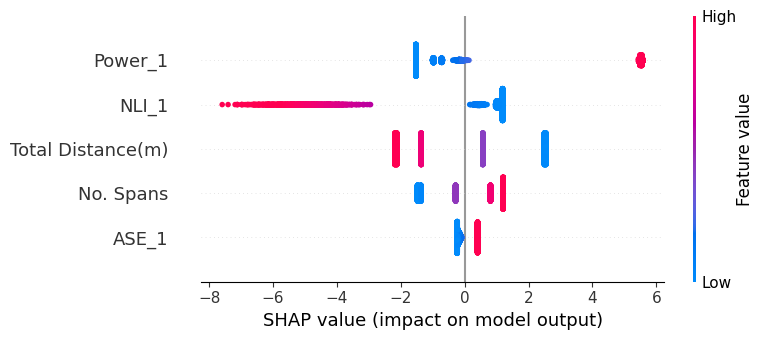 High
Power_1
NLI_1
Total Distance(m)
No. Spans
ASE_1
Feature value
Low
−8 −6 −4 −2 0 2 4 6
SHAP value (impact on model output)